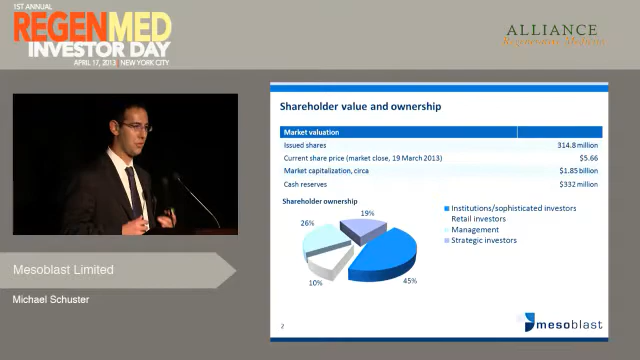 1ST ANNUAL
REGENMED
INVESTOR DAY
APRIL 17, 2013 | NEW YORK CITY
ALLIANCE
Regenerative Medicine
Shareholder value and ownership
Market valuation
Issued shares 314.8 million
Current share price (market close, 19 March 2013) $5.66
Market capitalization, circa $1.85 billion
Cash reserves $332 million
Shareholder ownership
19%
26%
10%
45%
Institutions/sophisticated investors
Retail investors
Management
Strategic investors
Mesoblast Limited
Michael Schuster
2
mesoblast